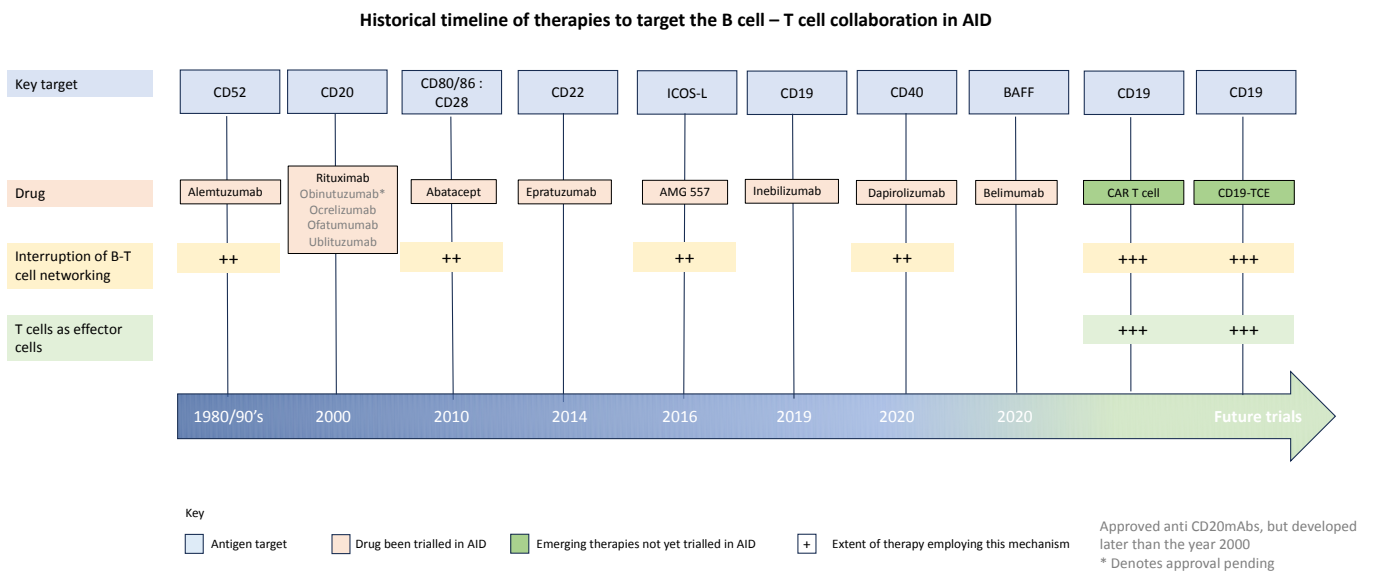 Historical timeline of therapies to target the B cell – T cell collaboration in AID
Key target
CD52
CD20
CD80/86 :
CD28
CD22
ICOS-L
CD19
CD40
BAFF
CD19
CD19
Drug
Alemtuzumab
Rituximab
Obinutuzumab*
Ocrelizumab
Ofatumumab
Ublituzumab
Abatacept
Epratuzumab
AMG 557
Inebilizumab
Dapirolizumab
Belimumab
CAR T cell
CD19-TCE
Interruption of B-T
cell networking
++
++
++
++
+++
+++
T cells as effector
cells
+++
+++
1980/90's
2000
2010
2014
2016
2019
2020
2020
Future trials
Key
Antigen target
Drug been trialled in AID
Emerging therapies not yet trialled in AID
+
Extent of therapy employing this mechanism
Approved anti CD20mAbs, but developed
later than the year 2000
* Denotes approval pending